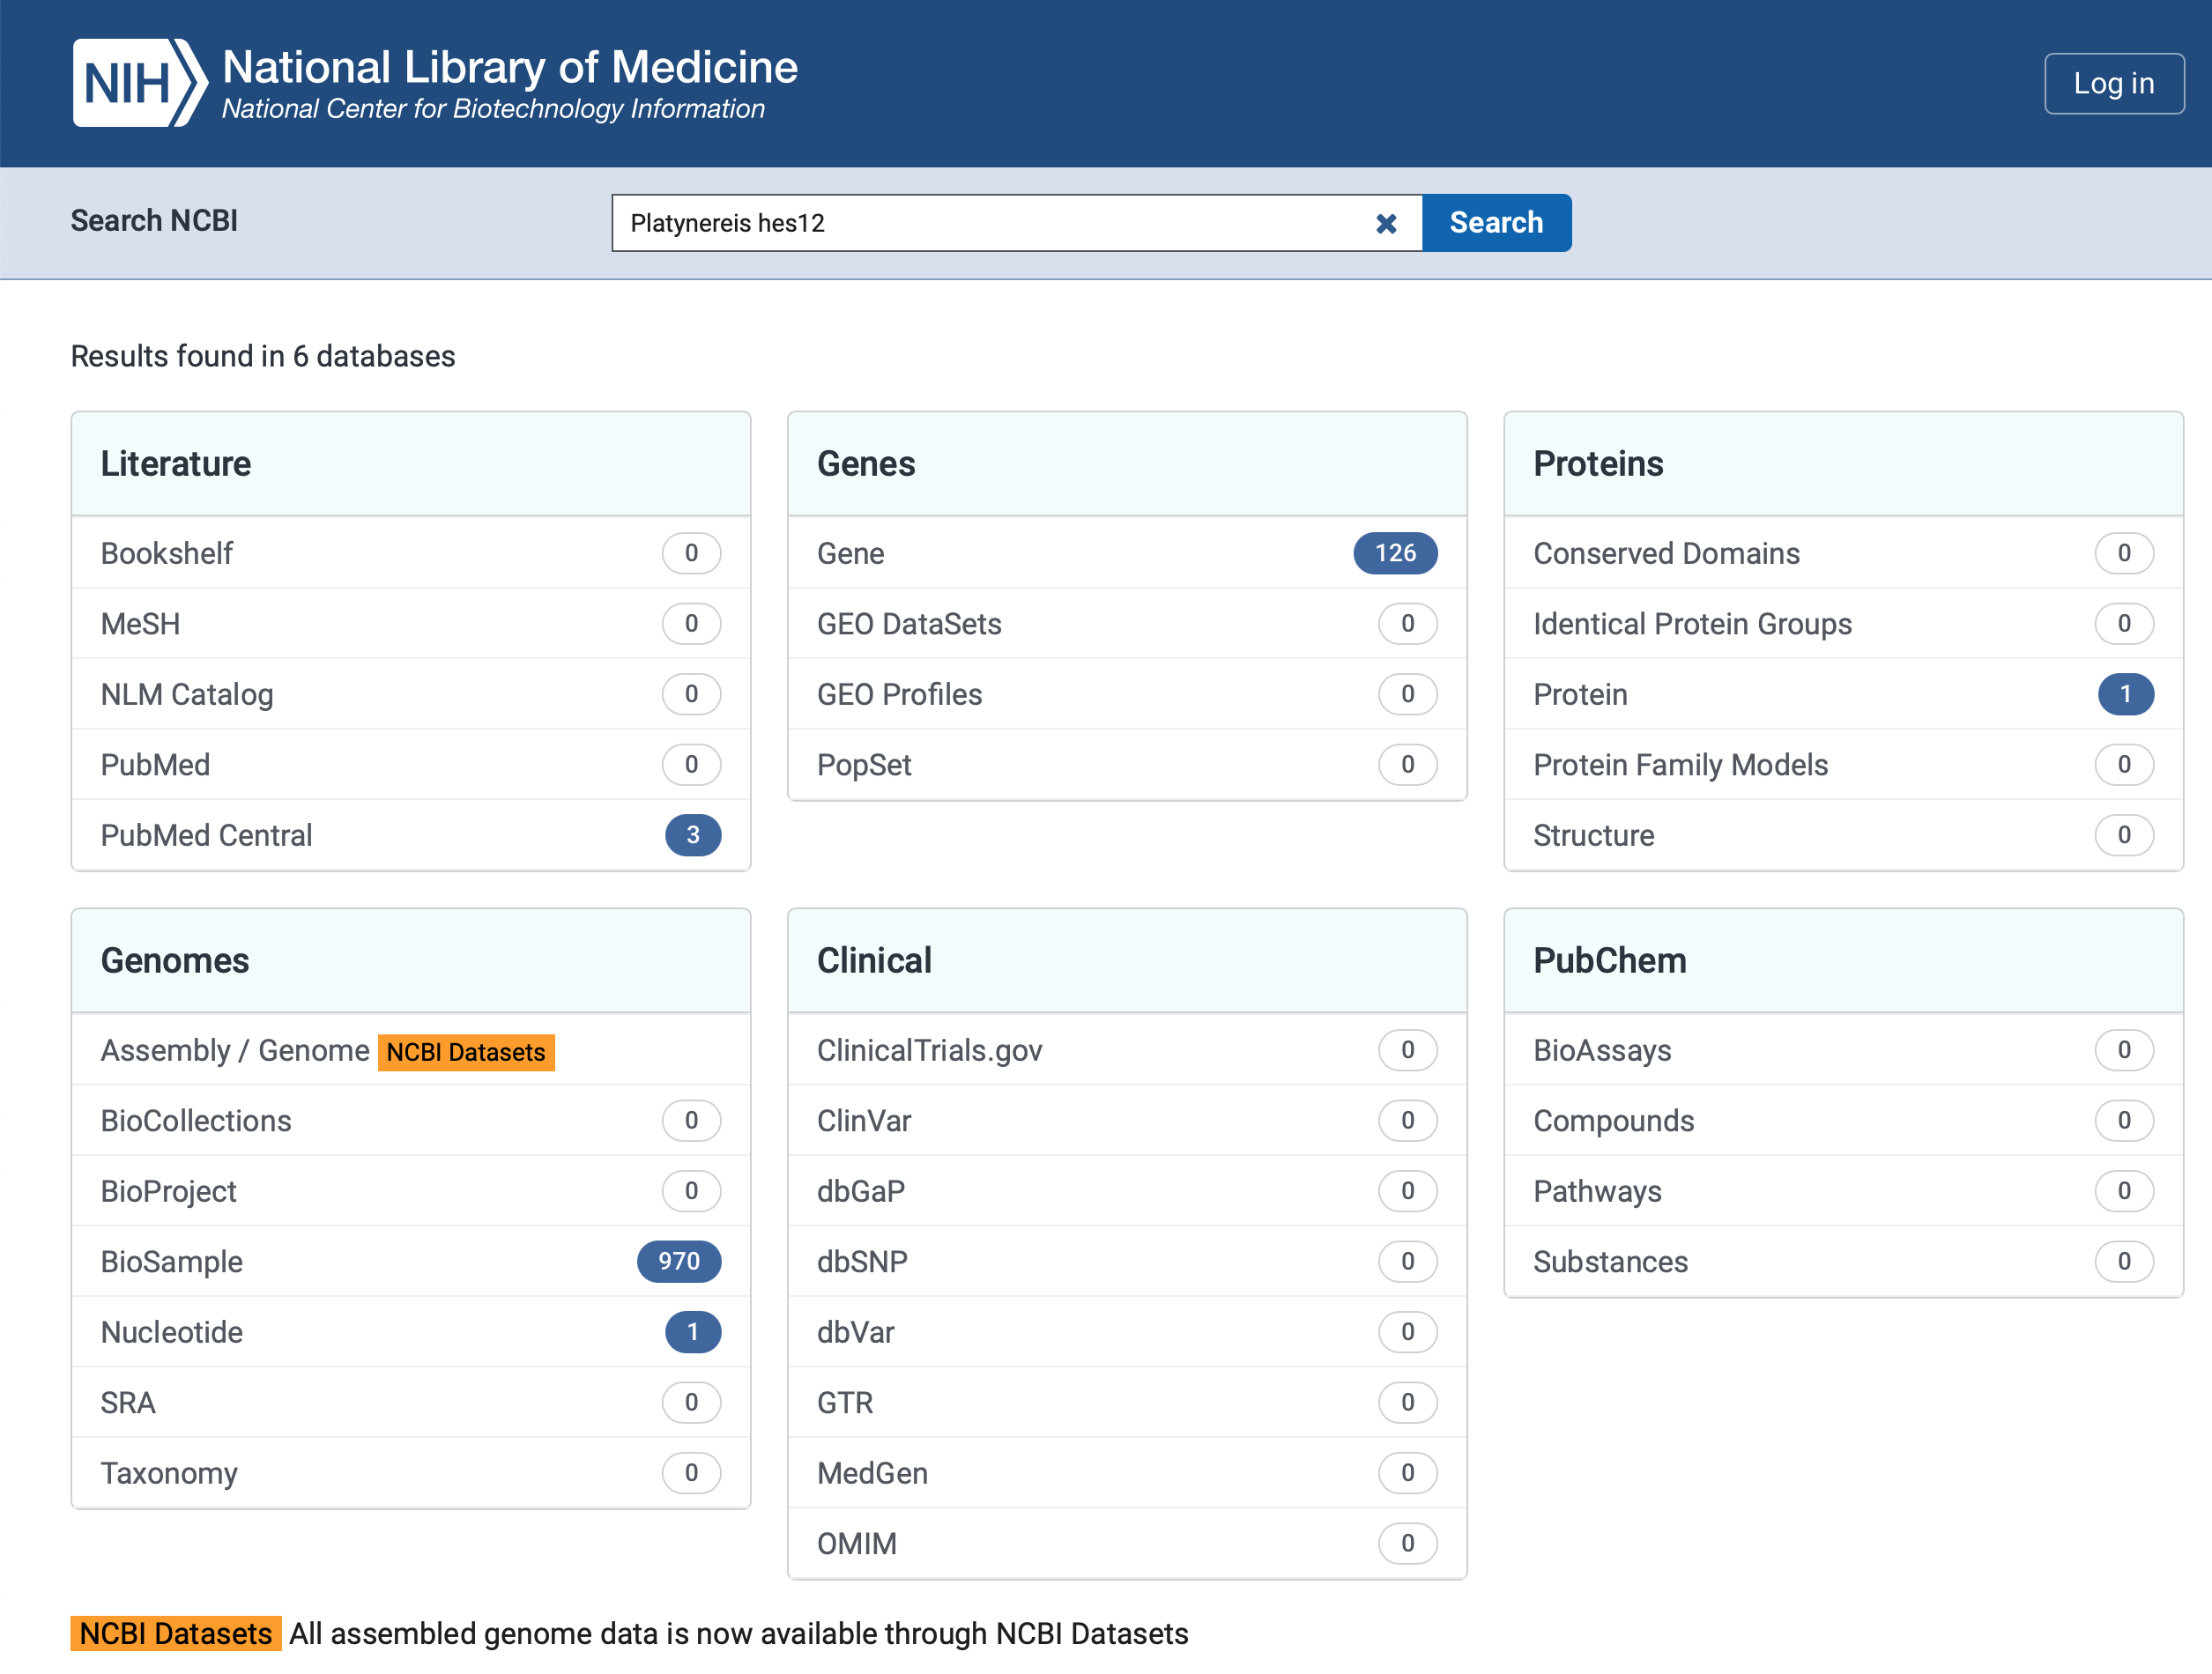 NIH National Library of Medicine
National Center for Biotechnology Information
Log in
Search NCBI
Platynereis hes12
Search
Results found in 6 databases
Literature
Bookshelf 0
MeSH 0
NLM Catalog 0
PubMed 0
PubMed Central 3
Genes
Gene 126
GEO DataSets 0
GEO Profiles 0
PopSet 0
Proteins
Conserved Domains 0
Identical Protein Groups 0
Protein 1
Protein Family Models 0
Structure 0
Genomes
Assembly / Genome NCBI Datasets
BioCollections 0
BioProject 0
BioSample 970
Nucleotide 1
SRA 0
Taxonomy 0
Clinical
ClinicalTrials.gov 0
ClinVar 0
dbGaP 0
dbSNP 0
dbVar 0
GTR 0
MedGen 0
OMIM 0
PubChem
BioAssays 0
Compounds 0
Pathways 0
Substances 0
NCBI Datasets All assembled genome data is now available through NCBI Datasets